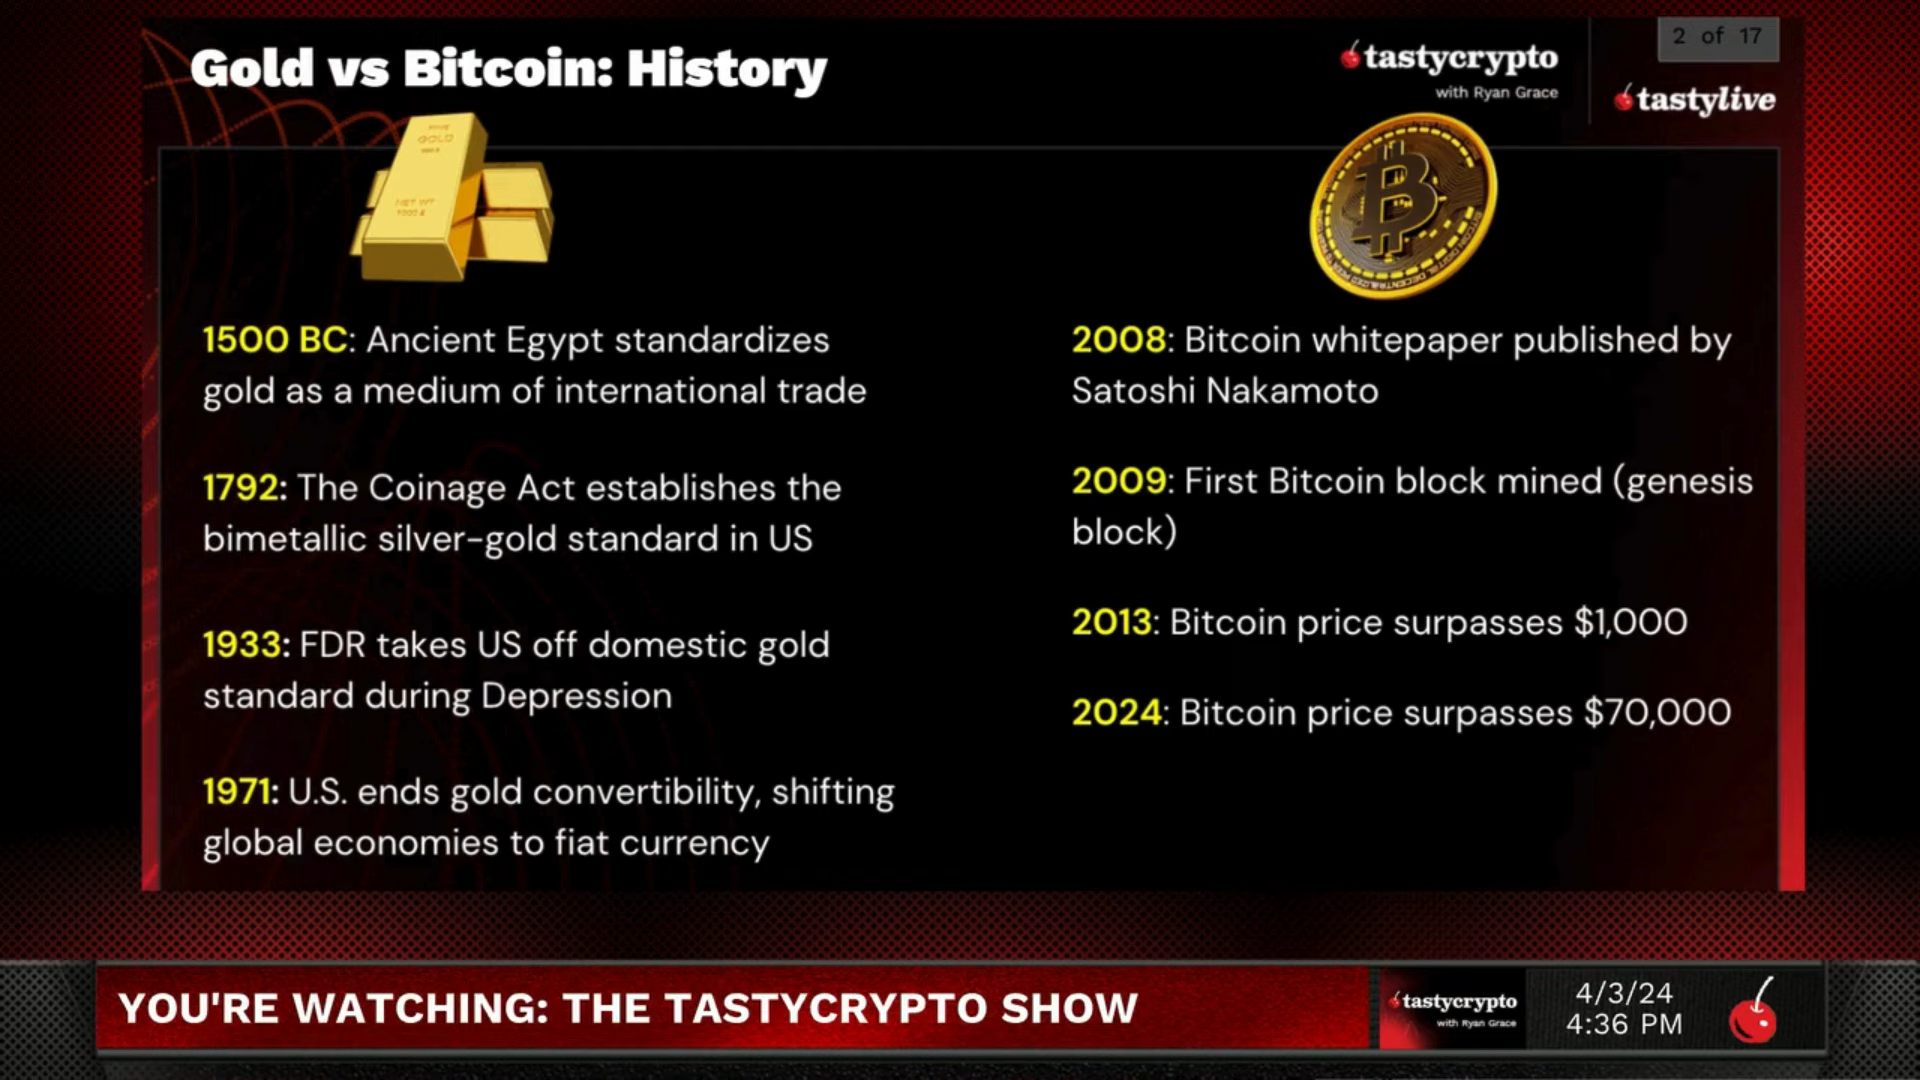 Gold vs Bitcoin: History
tastycrypto
with Ryan Grace
2 of 17
tastylive
GOLD
NET WT
1000 g
1500 BC: Ancient Egypt standardizes
gold as a medium of international trade
1792: The Coinage Act establishes the
bimetallic silver-gold standard in US
1933: FDR takes US off domestic gold
standard during Depression
1971: U.S. ends gold convertibility, shifting
global economies to fiat currency
2008: Bitcoin whitepaper published by
Satoshi Nakamoto
2009: First Bitcoin block mined (genesis
block)
2013: Bitcoin price surpasses $1,000
2024: Bitcoin price surpasses $70,000
YOU'RE WATCHING: THE TASTYCRYPTO SHOW
tastycrypto
with Ryan Grace
4/3/24
4:36 PM